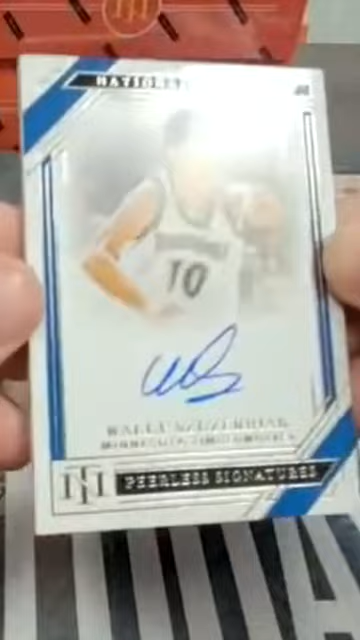 NATIONAL
10
WALLY SZCZERBIAK
MINNESOTA TIMBERWOLVES
PEERLESS SIGNATURES